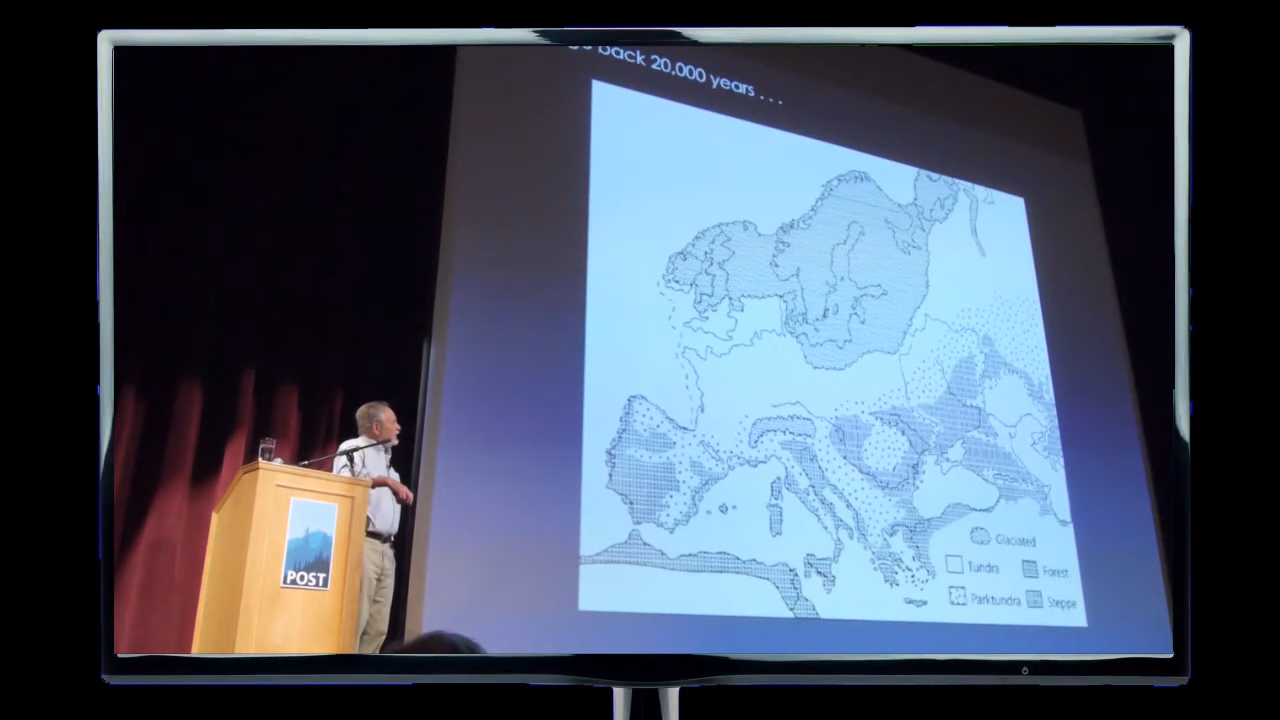 back 20,000 years . . .
Glaciated
Tundra
Forest
Parktundra
Steppe
POST